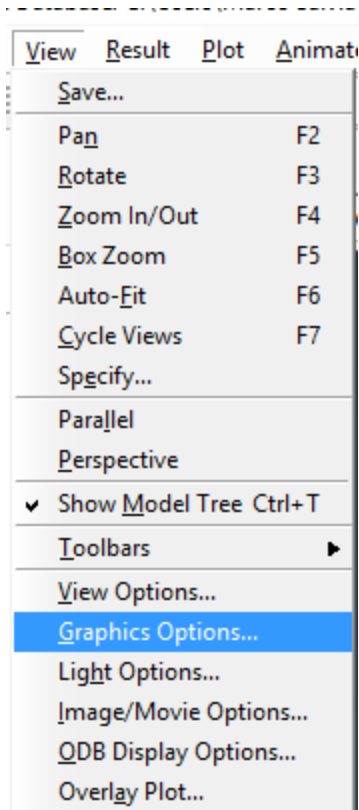 View Result Plot Animat
Save...
Pan F2
Rotate F3
Zoom In/Out F4
Box Zoom F5
Auto-Fit F6
Cycle Views F7
Specify...
Parallel
Perspective
Show Model Tree Ctrl+T
Toolbars
View Options...
Graphics Options...
Light Options...
Image/Movie Options...
ODB Display Options...
Overlay Plot...